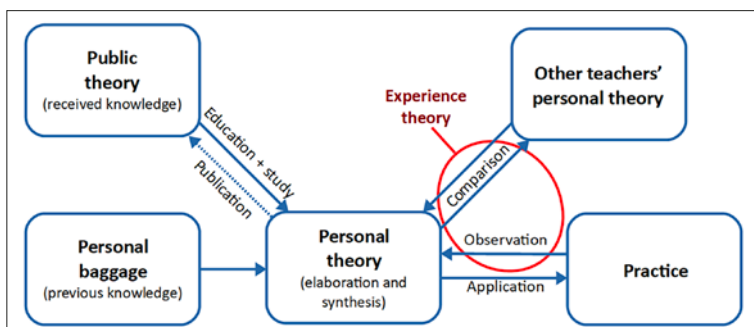 Public
theory
(received knowledge)
Education + study
Publication
Experience
theory
Other teachers'
personal theory
Comparison
Personal
baggage
(previous knowledge)
Personal
theory
(elaboration and
synthesis)
Observation
Application
Practice